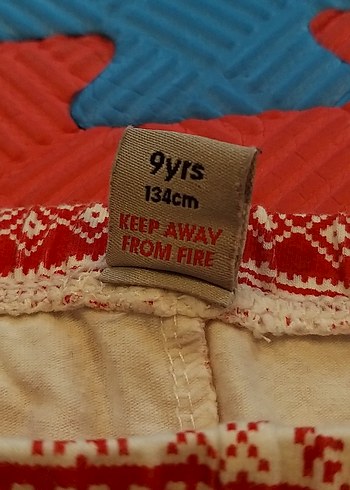 9yrs
134cm
KEEP AWAY
FROM FIRE